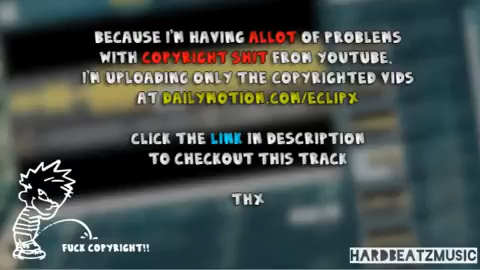 BECAUSE I'M HAVING ALLOT OF PROBLEMS
WITH COPYRIGHT SHIT FROM YOUTUBE,
I'M UPLOADING ONLY THE COPYRIGHTED VIDS
AT DAILYMOTION.COM/ECLIPX
CLICK THE LINK IN DESCRIPTION
TO CHECKOUT THIS TRACK
THX
FUCK COPYRIGHT!!
HARDBEATZMUSIC